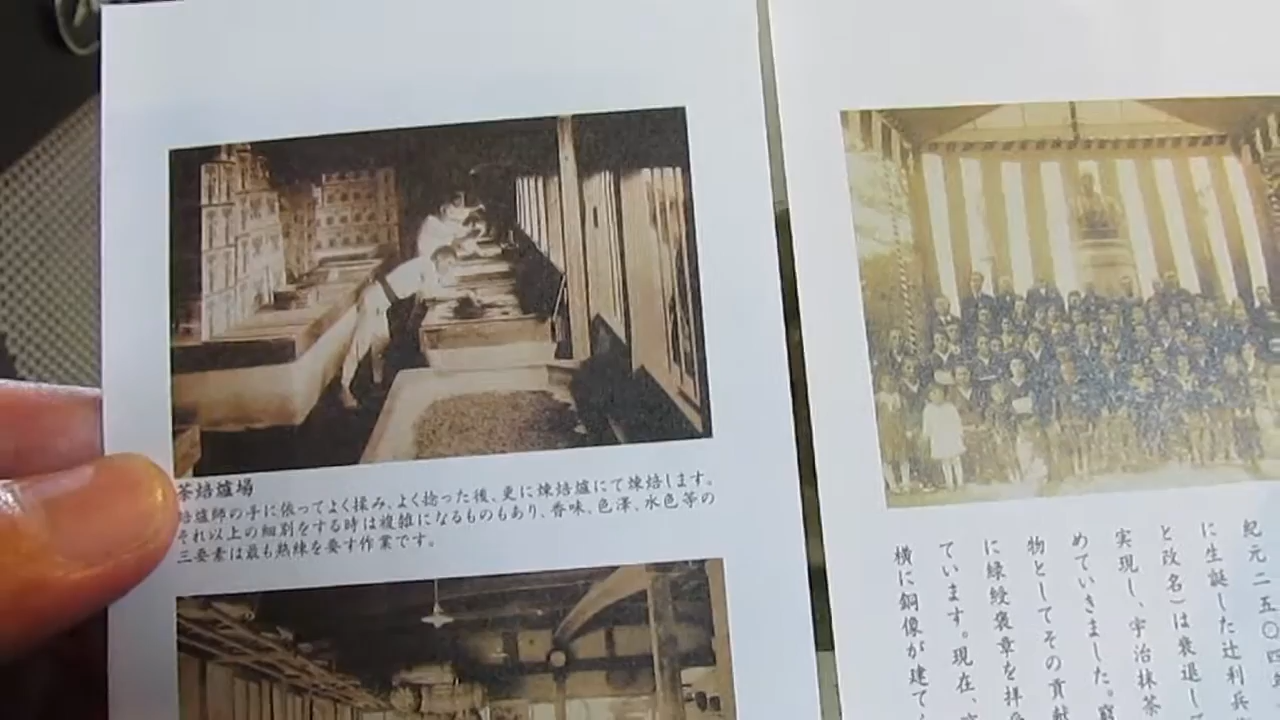 茶焙爐場
焙爐師の手に依ってよく揉み、よく捻った後、更に煉焙爐にて煉焙します。
それ以上の細別をする時は複雑になるものもあり、香味、色澤、水色等の
三要素は最も熟練を要す作業です。
紀元二五〇四年
に生誕した辻利兵
と改名)は衰退し
実現し、宇治抹茶
めていきました。
物としてその貢献
に緑綬褒章を拝
ています。現在、
横に銅像が建て